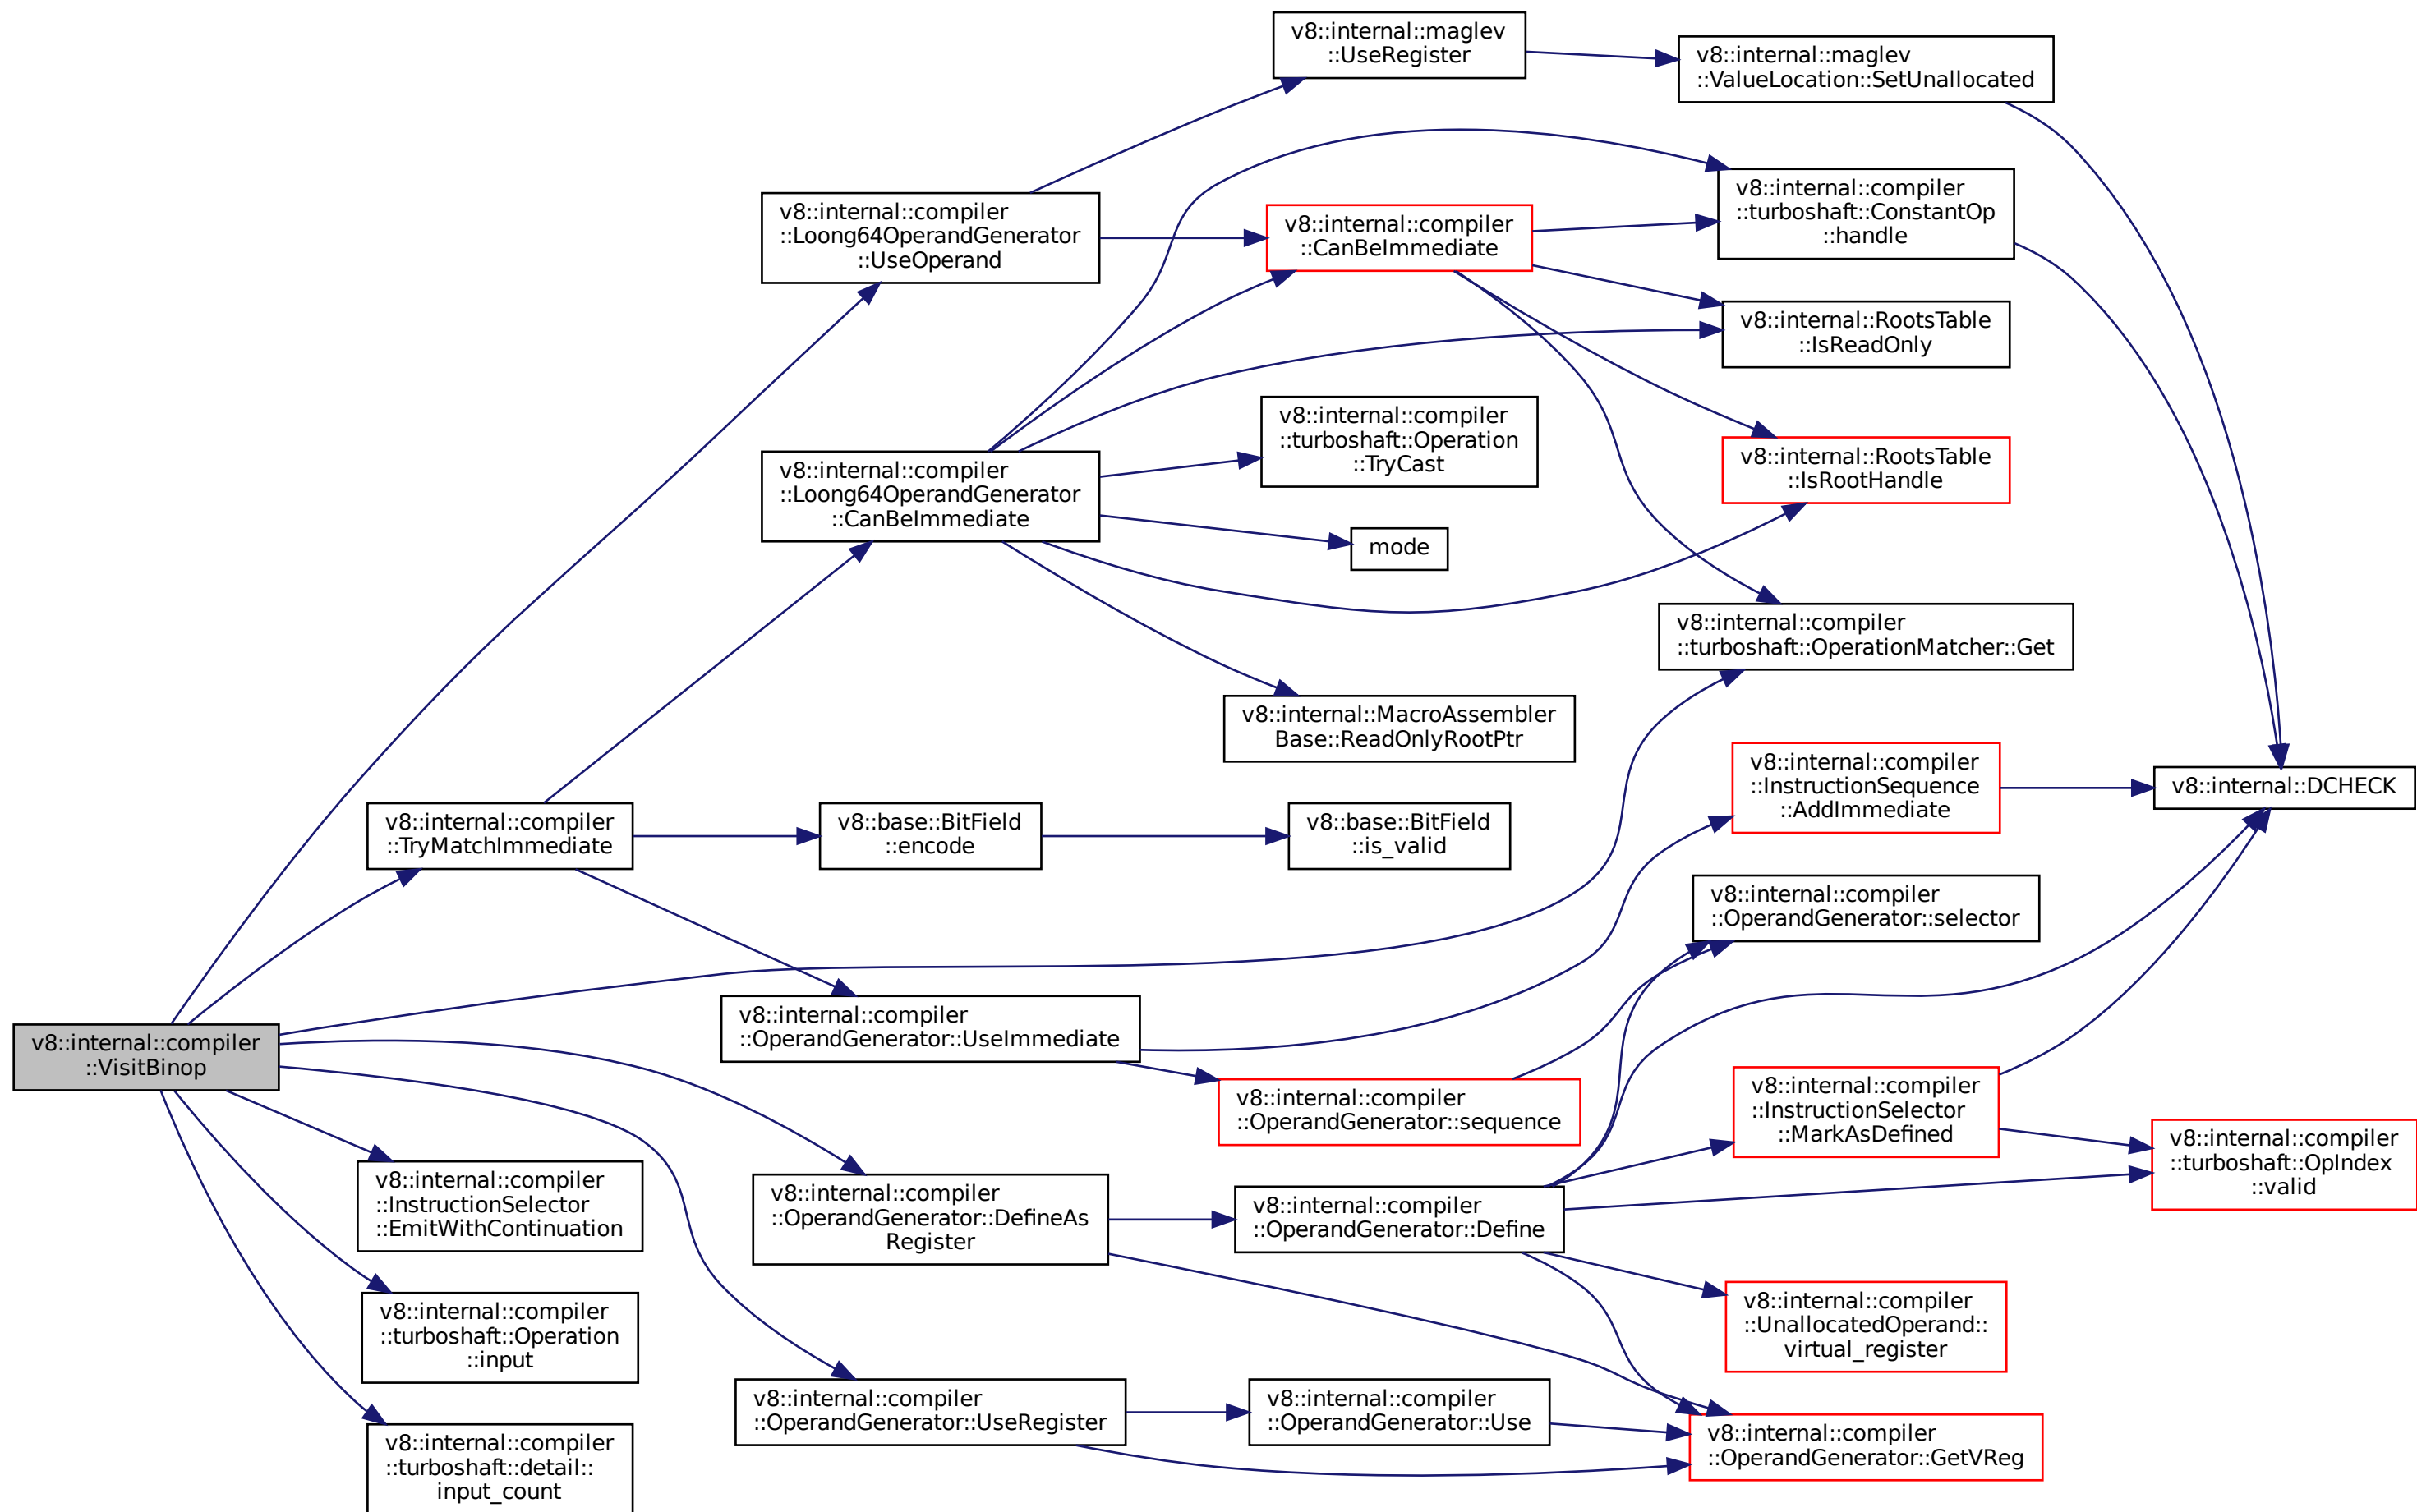 v8::internal::maglev
::UseRegister
v8::internal::maglev
::ValueLocation::SetUnallocated
v8::internal::compiler
::turboshaft::ConstantOp
::handle
v8::internal::compiler
::Loong64OperandGenerator
::UseOperand
v8::internal::compiler
::CanBeImmediate
v8::internal::RootsTable
::IsReadOnly
v8::internal::compiler
::turboshaft::Operation
::TryCast
v8::internal::RootsTable
::IsRootHandle
v8::internal::compiler
::Loong64OperandGenerator
::CanBeImmediate
mode
v8::internal::compiler
::turboshaft::OperationMatcher::Get
v8::internal::MacroAssembler
Base::ReadOnlyRootPtr
v8::internal::compiler
::InstructionSequence
::AddImmediate
v8::internal::DCHECK
v8::internal::compiler
::TryMatchImmediate
v8::base::BitField
::encode
v8::base::BitField
::is_valid
v8::internal::compiler
::OperandGenerator::selector
v8::internal::compiler
::VisitBinop
v8::internal::compiler
::OperandGenerator::UseImmediate
v8::internal::compiler
::OperandGenerator::sequence
v8::internal::compiler
::InstructionSelector
::MarkAsDefined
v8::internal::compiler
::turboshaft::OpIndex
::valid
v8::internal::compiler
::InstructionSelector
::EmitWithContinuation
v8::internal::compiler
::OperandGenerator::DefineAs
Register
v8::internal::compiler
::OperandGenerator::Define
v8::internal::compiler
::UnallocatedOperand::
virtual_register
v8::internal::compiler
::turboshaft::Operation
::input
v8::internal::compiler
::OperandGenerator::UseRegister
v8::internal::compiler
::OperandGenerator::Use
v8::internal::compiler
::OperandGenerator::GetVReg
v8::internal::compiler
::turboshaft::detail::
input_count